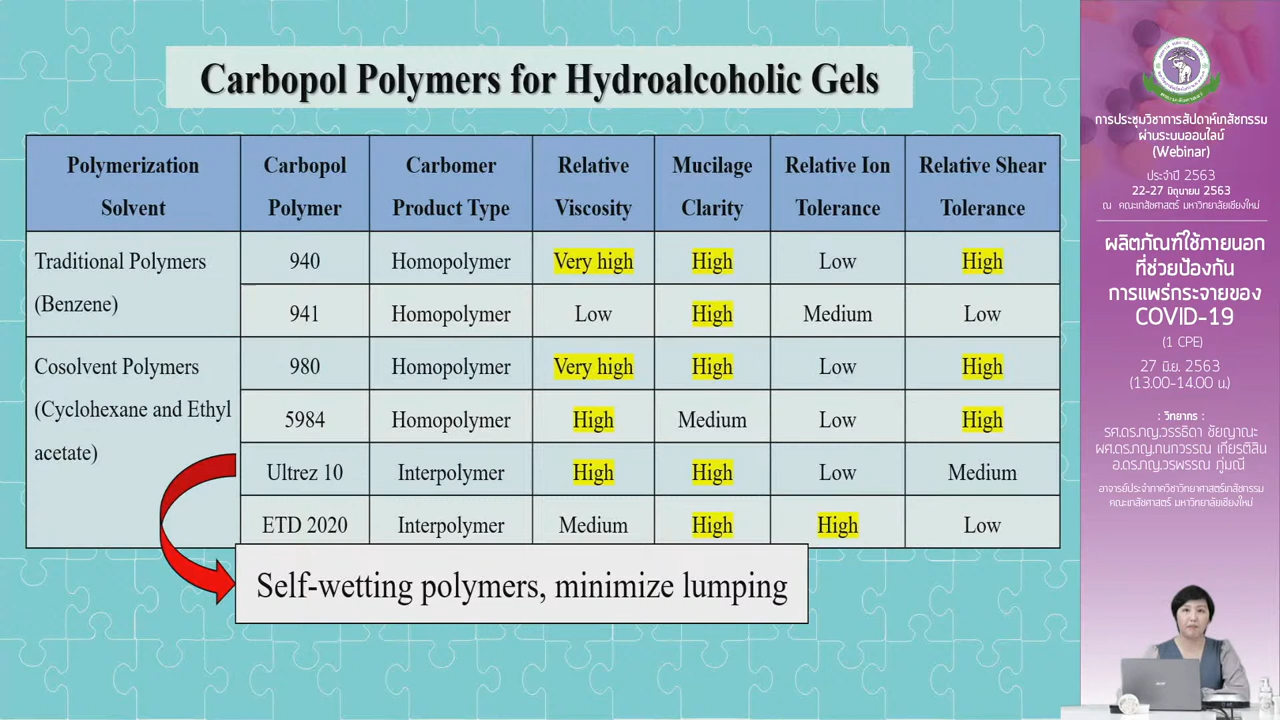 Carbopol Polymers for Hydroalcoholic Gels
Polymerization Solvent
Carbopol Polymer
Carbomer Product Type
Relative Viscosity
Mucilage Clarity
Relative Ion Tolerance
Relative Shear Tolerance
Traditional Polymers (Benzene)
940 Homopolymer Very high High Low High
941 Homopolymer Low High Medium Low
Cosolvent Polymers (Cyclohexane and Ethyl acetate)
980 Homopolymer Very high High Low High
5984 Homopolymer High Medium Low High
Ultrez 10 Interpolymer High High Low Medium
ETD 2020 Interpolymer Medium High High Low
Self-wetting polymers, minimize lumping
การประชุมวิชาการสัปดาห์เภสัชกรรม
ผ่านระบบออนไลน์
(Webinar)
ประจำปี 2563
22-27 มิถุนายน 2563
ณ คณะเภสัชศาสตร์ มหาวิทยาลัยเชียงใหม่
ผลิตภัณฑ์ใช้ภายนอก
ที่ช่วยป้องกัน
การแพร่กระจายของ
COVID-19
(1 CPE)
27 มิ.ย. 2563
(13.00-14.00 น.)
: วิทยากร :
รศ.ดร.ภญ.วรรธิดา ชัยญาณะ
ผศ.ดร.ภญ.กนกวรรณ เกียรติสิน
อ.ดร.ภญ.วรพรรณ ภู่มณี
อาจารย์ประจำภาควิชาวิทยาศาสตร์เภสัชกรรม
คณะเภสัชศาสตร์ มหาวิทยาลัยเชียงใหม่